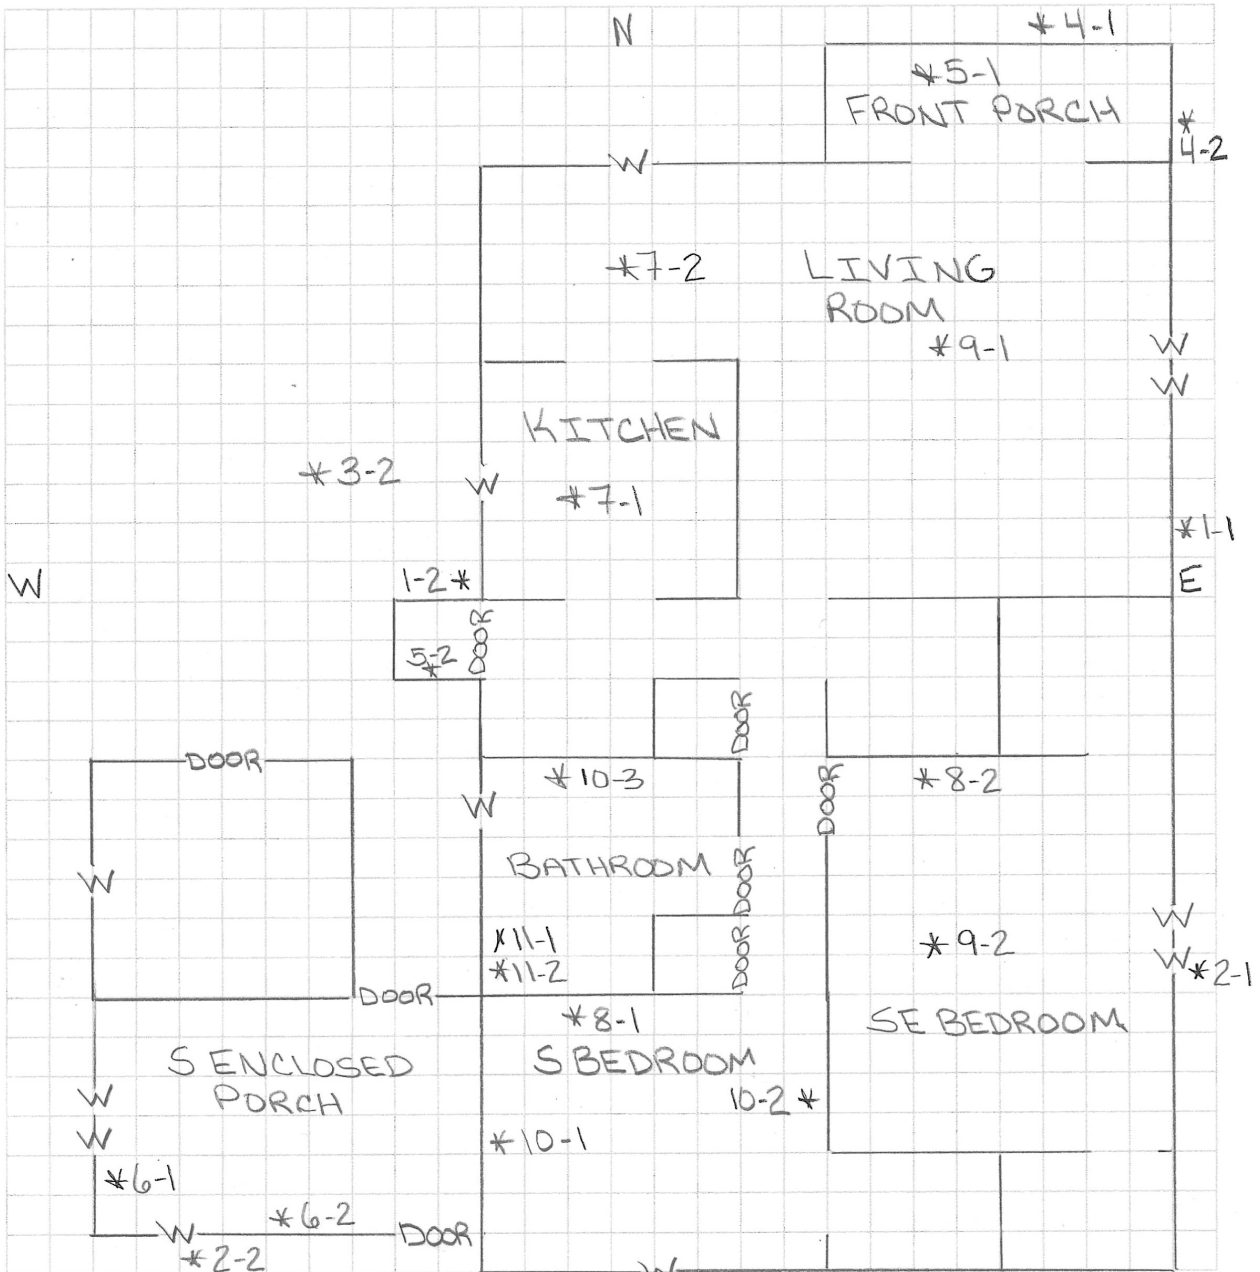 N
* 4-1
* 5-1
FRONT PORCH
*
4-2
W
* 7-2
LIVING
ROOM
* 9-1
W
W
KITCHEN
* 3-2
W
* 7-1
* 1-1
W
1-2 *
E
DOOR
5-2
*
DOOR
DOOR
* 10-3
DOOR
* 8-2
W
BATHROOM
DOOR
W
W
* 11-1
* 11-2
DOOR
* 9-2
W
* 2-1
DOOR
* 8-1
SE BEDROOM
S ENCLOSED
PORCH
S BEDROOM
10-2 *
W
W
* 10-1
* 6-1
* 6-2
W
DOOR
* 2-2
W